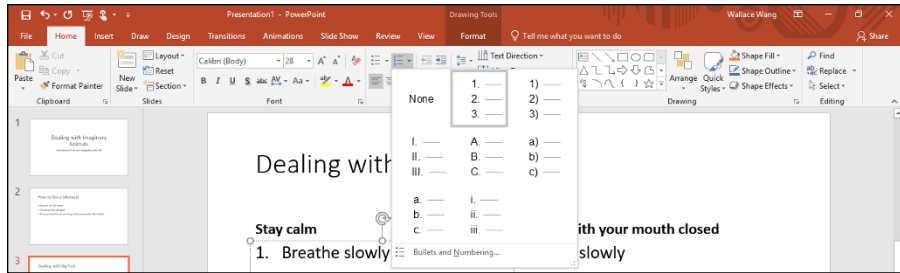 Presentation1 - PowerPoint
Drawing Tools
Wallace Wang
File Home Insert Draw Design Transitions Animations Slide Show Review View Format Tell me what you want to do Share
Cut
Copy
Format Painter
Paste
Clipboard
New
Slide
Layout
Reset
Section
Slides
Calibri (Body) 28 A A
B I U S abc AV Aa A
Font
Text Direction
Arrange
Quick
Styles
Shape Fill
Shape Outline
Shape Effects
Drawing
Find
Replace
Select
Editing
None
1.
2.
3.
1)
2)
3)
I.
II.
III.
A.
B.
C.
a)
b)
c)
a.
b.
c.
i.
ii.
iii.
Bullets and Numbering...
1
Dealing with Imaginary
Animals
2
How to Woo a Mermaid
3
Dealing with Big Foot
Dealing with
Stay calm
ith your mouth closed
1. Breathe slowly
slowly